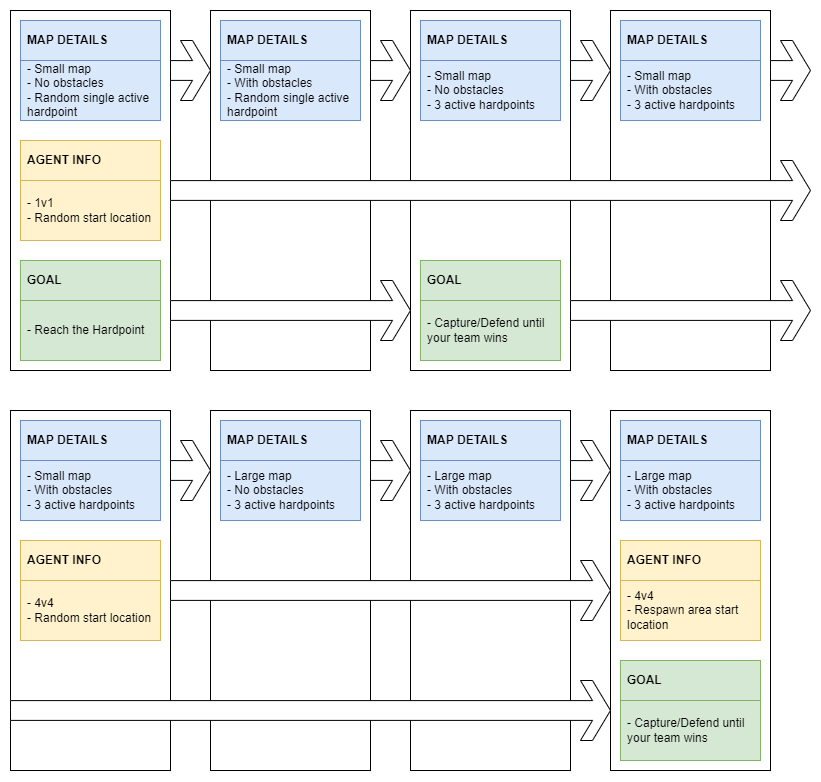 MAP DETAILS
- Small map
- No obstacles
- Random single active
hardpoint
MAP DETAILS
- Small map
- With obstacles
- Random single active
hardpoint
MAP DETAILS
- Small map
- No obstacles
- 3 active hardpoints
MAP DETAILS
- Small map
- With obstacles
- 3 active hardpoints
AGENT INFO
- 1v1
- Random start location
GOAL
- Reach the Hardpoint
GOAL
- Capture/Defend until
your team wins
MAP DETAILS
- Small map
- With obstacles
- 3 active hardpoints
MAP DETAILS
- Large map
- No obstacles
- 3 active hardpoints
MAP DETAILS
- Large map
- With obstacles
- 3 active hardpoints
MAP DETAILS
- Large map
- With obstacles
- 3 active hardpoints
AGENT INFO
- 4v4
- Random start location
AGENT INFO
- 4v4
- Respawn area start
location
GOAL
- Capture/Defend until
your team wins